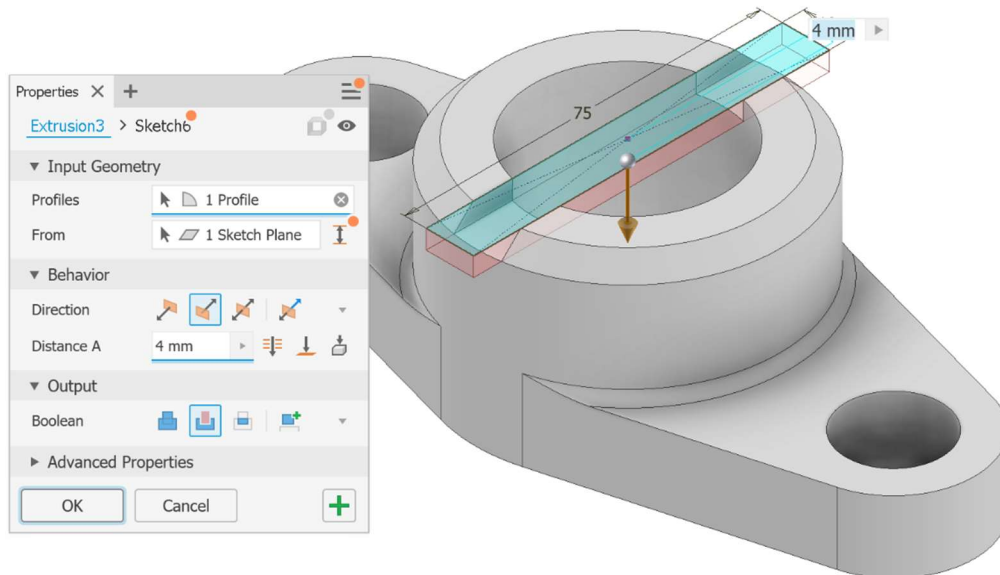 4 mm
Properties
Extrusion3 > Sketch6
Input Geometry
Profiles 1 Profile
From 1 Sketch Plane
75
Behavior
Direction
Distance A 4 mm
Output
Boolean
Advanced Properties
OK Cancel